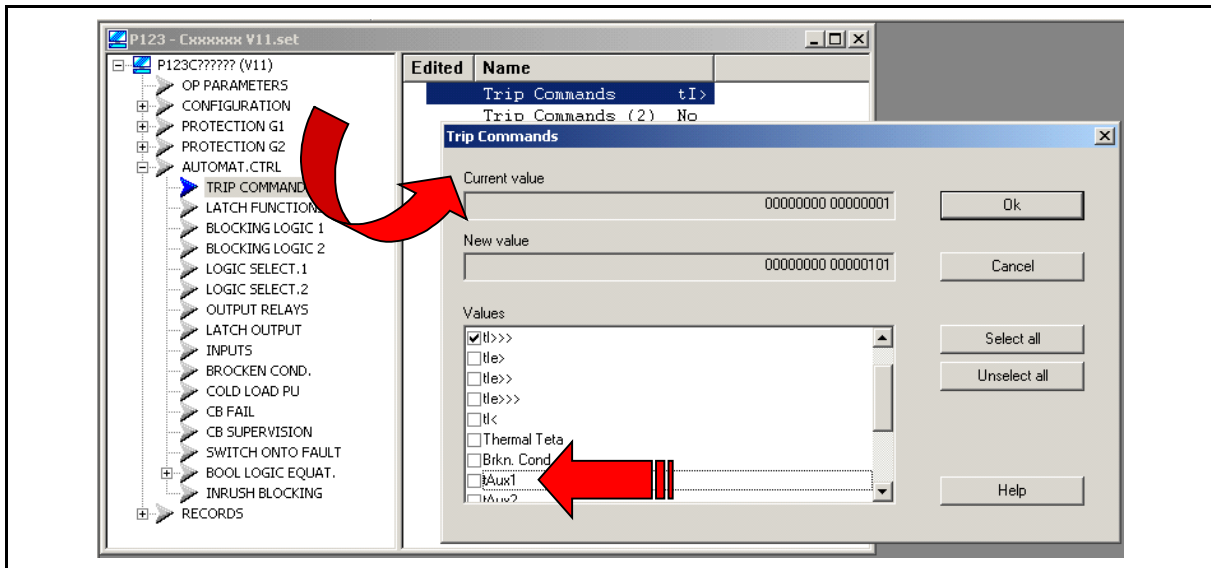 P123 - Cxxxxxx V11.set
P123C?????? (V11)
OP PARAMETERS
CONFIGURATION
PROTECTION G1
PROTECTION G2
AUTOMAT.CTRL
TRIP COMMAND
LATCH FUNCTION
BLOCKING LOGIC 1
BLOCKING LOGIC 2
LOGIC SELECT.1
LOGIC SELECT.2
OUTPUT RELAYS
LATCH OUTPUT
INPUTS
BROCKEN COND.
COLD LOAD PU
CB FAIL
CB SUPERVISION
SWITCH ONTO FAULT
BOOL LOGIC EQUAT.
INRUSH BLOCKING
RECORDS
Edited Name
Trip Commands tI>
Trip Commands (2) No
Trip Commands
Current value
00000000 00000001
Ok
New value
00000000 00000101
Cancel
Values
tI>>>
tIe>
tIe>>
tIe>>>
tI<
Thermal Teta
Brkn. Cond
tAux1
tAux2
Select all
Unselect all
Help